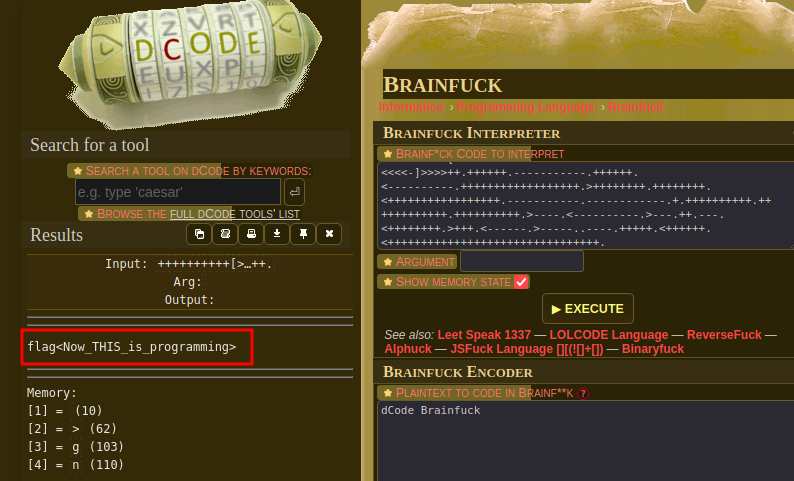 X Z V R T
D C O D E
E U X P L
Search for a tool
SEARCH A TOOL ON DCODE BY KEYWORDS:
e.g. type 'caesar'
BROWSE THE FULL DCODE TOOLS' LIST
Results
Input: ++++++++++[>…++.
Arg:
Output:
flag<Now_THIS_is_programming>
Memory:
[1] = (10)
[2] = > (62)
[3] = g (103)
[4] = n (110)
BRAINFUCK
Informatics › Programming Language › Brainfuck
BRAINFUCK INTERPRETER
BRAINF*CK CODE TO INTERPRET
<<<<-]>>>>++.++++++.-----------.++++++.
<----------.++++++++++++++++++.>++++++++.++++++++.
<+++++++++++++++++.------------.------------.+.++++++++++.++
++++++++++.++++++++++.>----.<----------.>----.++.---.
<+++++++.>+++.<------.>------..----.+++++.<++++++.
<++++++++++++++++++++++++++++++++.
ARGUMENT
SHOW MEMORY STATE
▶ EXECUTE
See also: Leet Speak 1337 — LOLCODE Language — ReverseFuck —
Alphuck — JSFuck Language [][(![]+[]) — Binaryfuck
BRAINFUCK ENCODER
PLAINTEXT TO CODE IN BRAINF**K ?
dCode Brainfuck